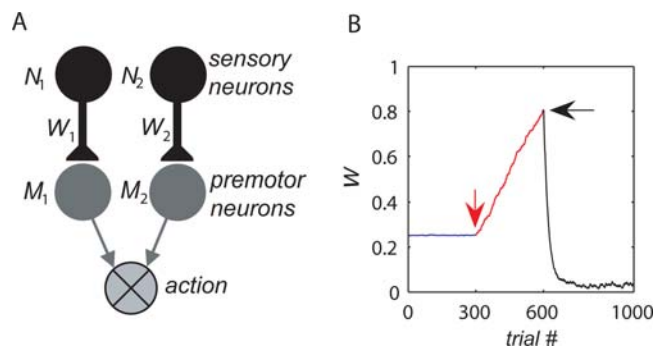 A
N1
N2
sensory
neurons
W1
W2
M1
M2
premotor
neurons
action
B
1
0.8
0.6
0.4
0.2
0
W
0 300 600 1000
trial #